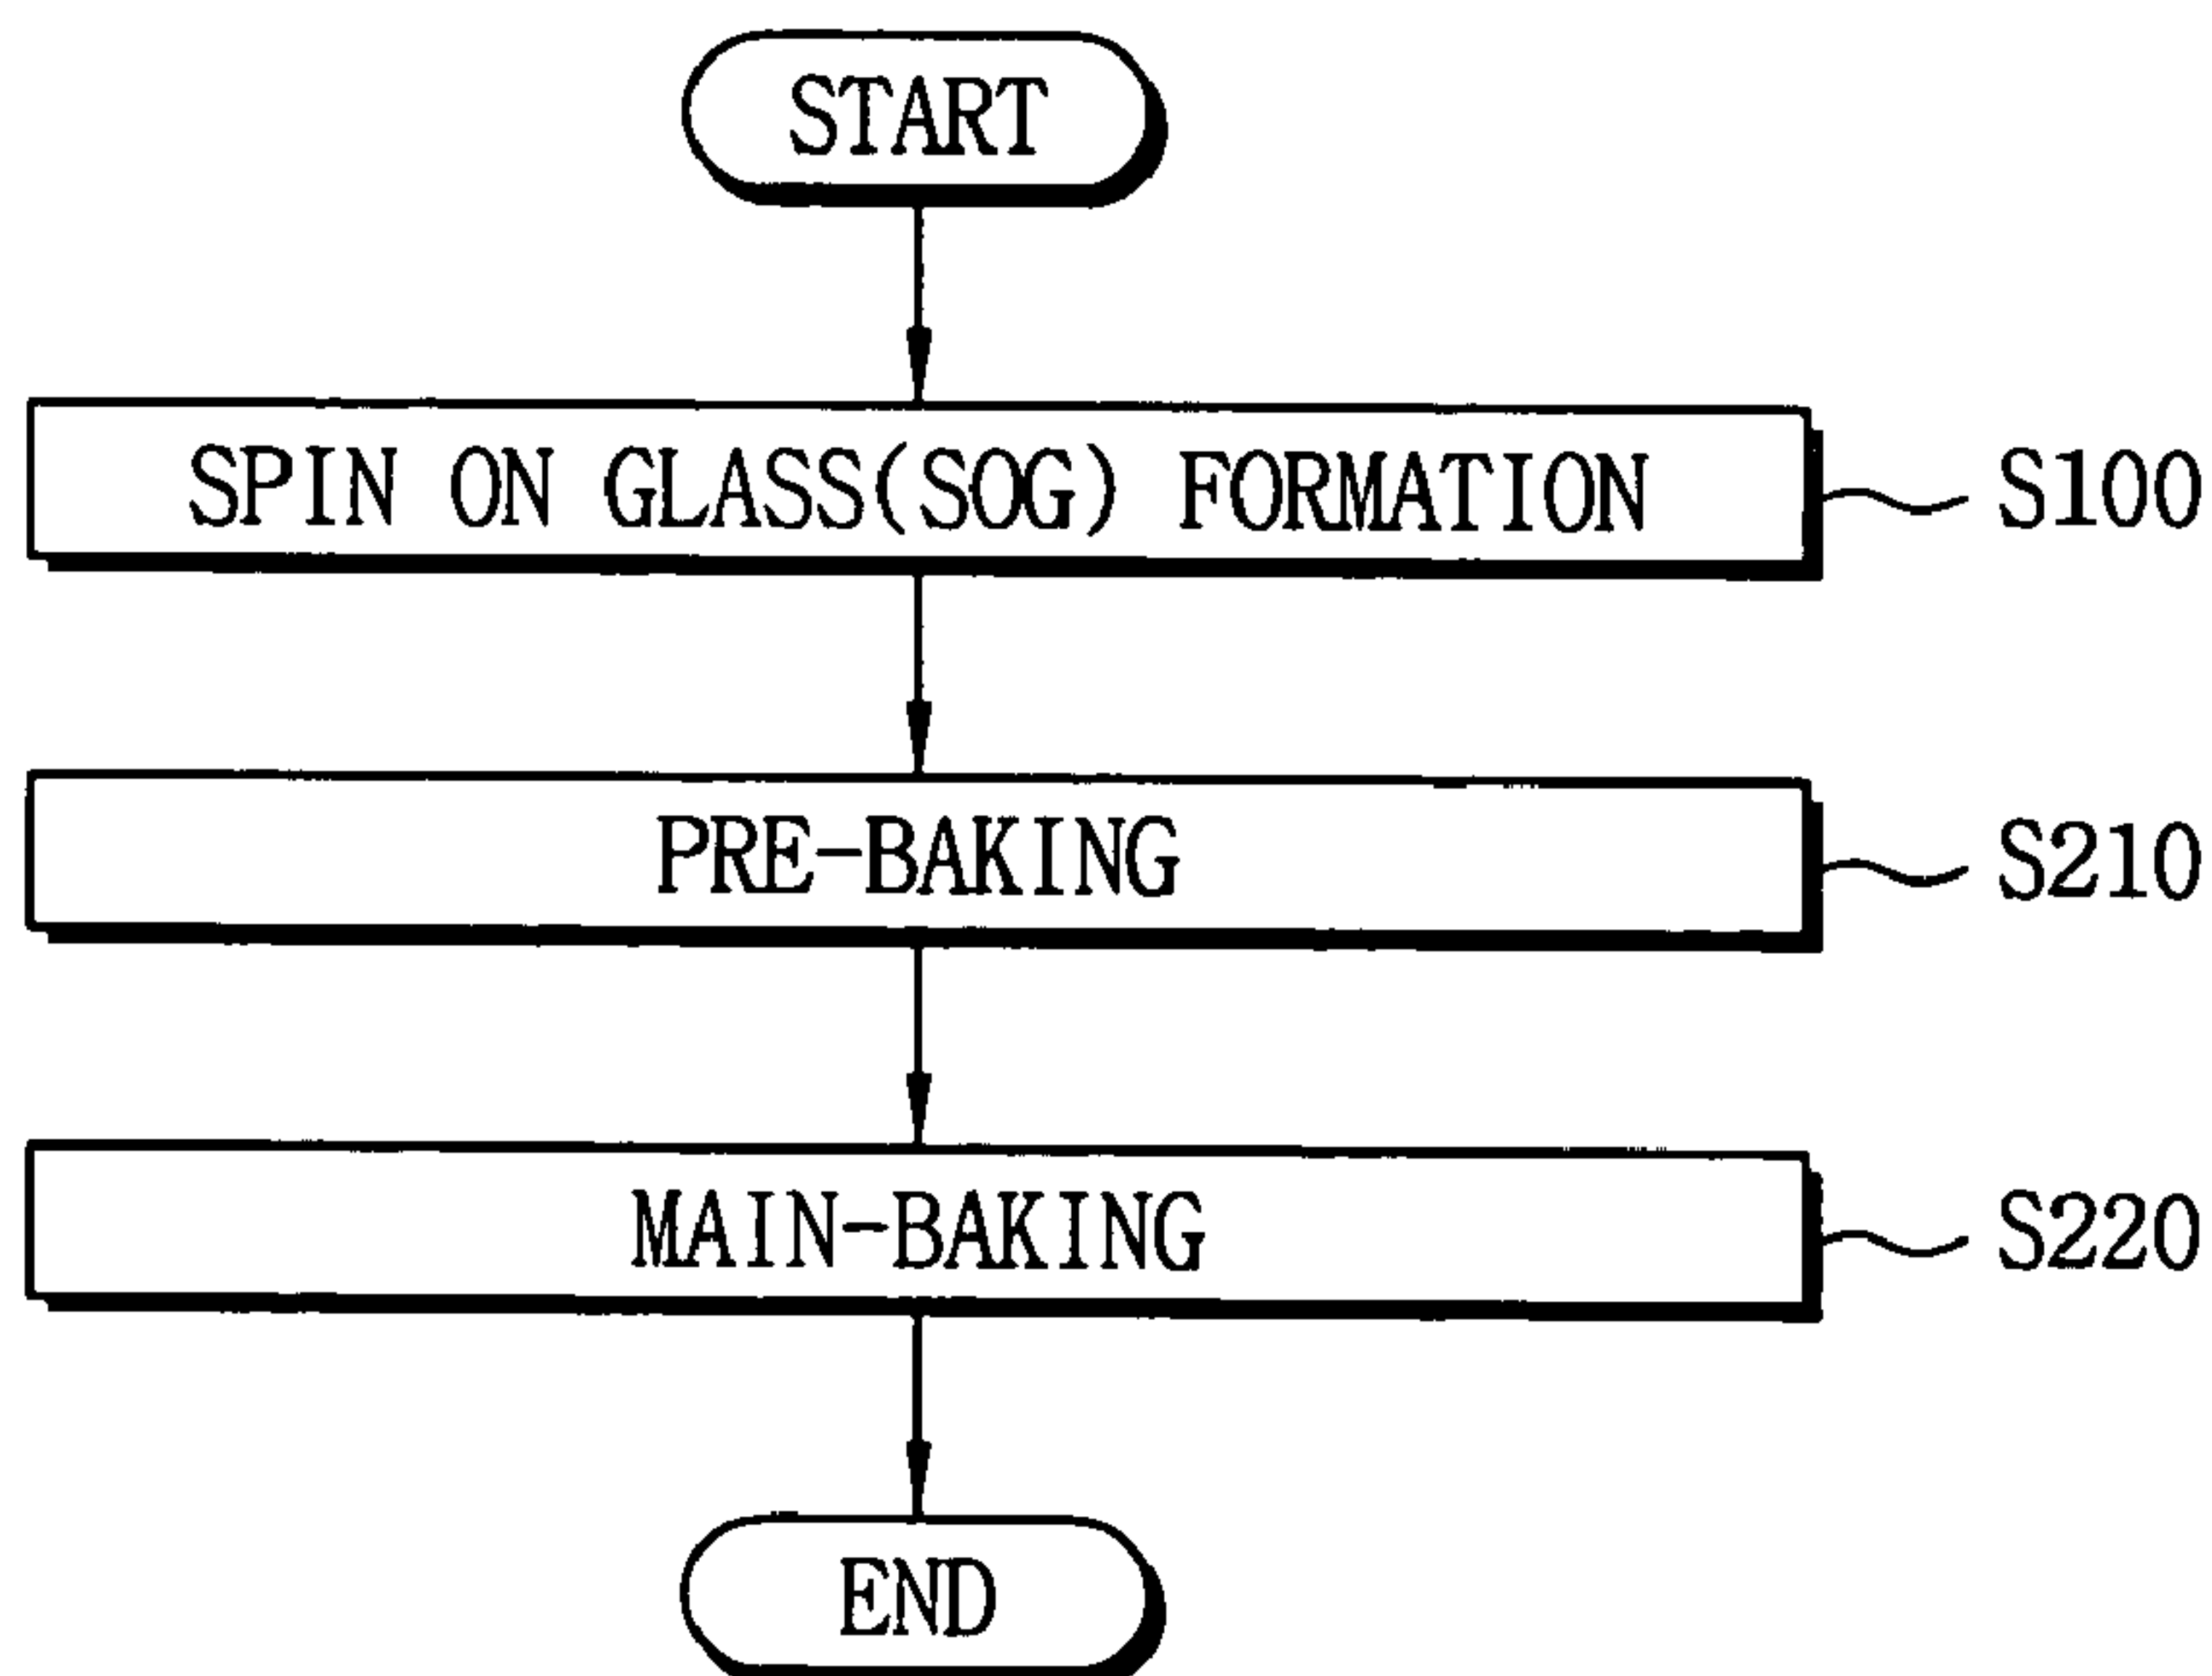 START
SPIN ON GLASS(SOG) FORMATION S100
PRE-BAKING S210
MAIN-BAKING S220
END